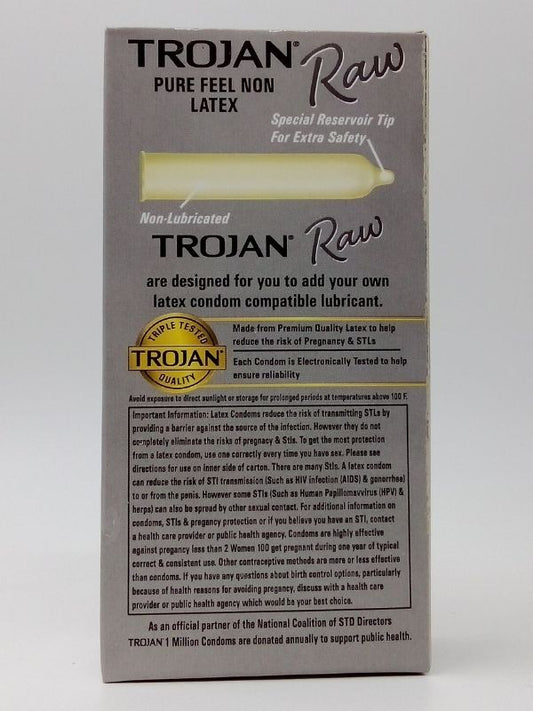 TROJAN® Raw
PURE FEEL NON
LATEX
Special Reservoir Tip
For Extra Safety
Non-Lubricated
TROJAN® Raw
are designed for you to add your own
latex condom compatible lubricant.
TRIPLE TESTED
TROJAN®
QUALITY
Made from Premium Quality Latex to help
reduce the risk of Pregnancy & STLs
Each Condom is Electronically Tested to help
ensure reliability
Avoid exposure to direct sunlight or storage for prolonged periods at temperatures above 100 F.
Important Information: Latex Condoms reduce the risk of transmitting STLs by
providing a barrier against the source of the infection. However they do not
completely eliminate the risks of pregnacy & Stls. To get the most protection
from a latex condom, use one correctly every time you have sex. Please see
directions for use on inner side of carton. There are many Stls. A latex condom
can reduce the risk of STI transmission (Such as HIV infection (AIDS) & gonorrhea)
to or from the penis. However some STIs (Such as Human Papillomavvirus (HPV) &
herps) can also be spread by other sexual contact. For additional information on
condoms, STIs & pregancy protection or if you believe you have an STI, contact
a health care provider or public health agency. Condoms are highly effective
against pregancy less than 2 Women 100 get pregnant during one year of typical
correct & consistent use. Other contraceptive methods are more or less effective
than condoms. If you have any questions about birth control options, particularly
because of health reasons for avoiding pregancy, discuss with a health care
provider or public health agency which would be your best choice.
As an official partner of the National Coalition of STD Directors
TROJAN® 1 Million Condoms are donated annually to support public health.